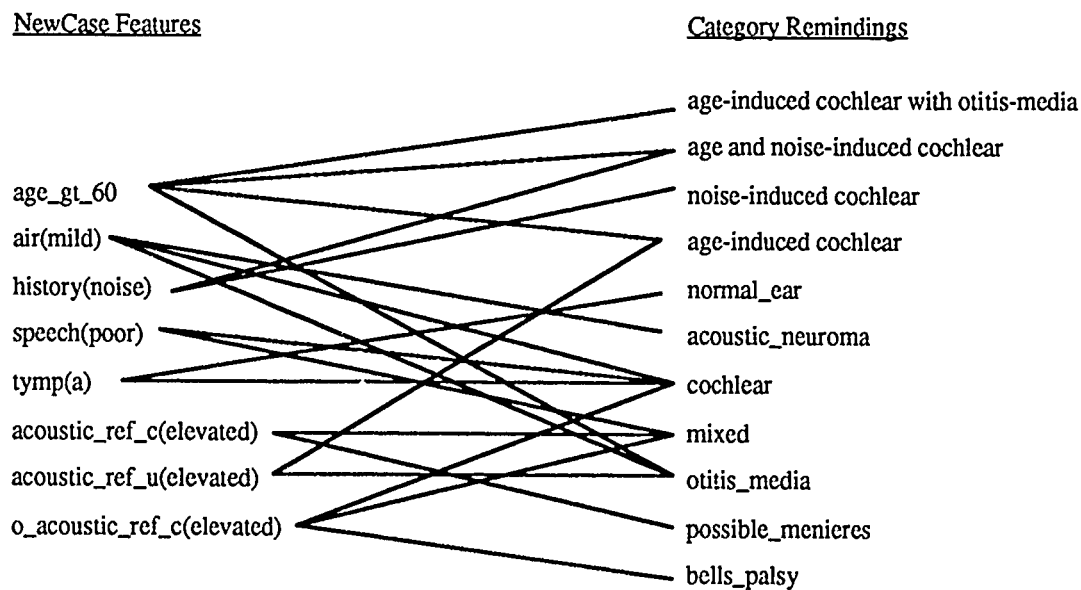 NewCase Features
Category Remindings
age-induced cochlear with otitis-media
age and noise-induced cochlear
age_gt_60
noise-induced cochlear
air(mild)
age-induced cochlear
history(noise)
normal_ear
speech(poor)
acoustic_neuroma
tymp(a)
cochlear
acoustic_ref_c(elevated)
mixed
acoustic_ref_u(elevated)
otitis_media
o_acoustic_ref_c(elevated)
possible_menieres
bells_palsy